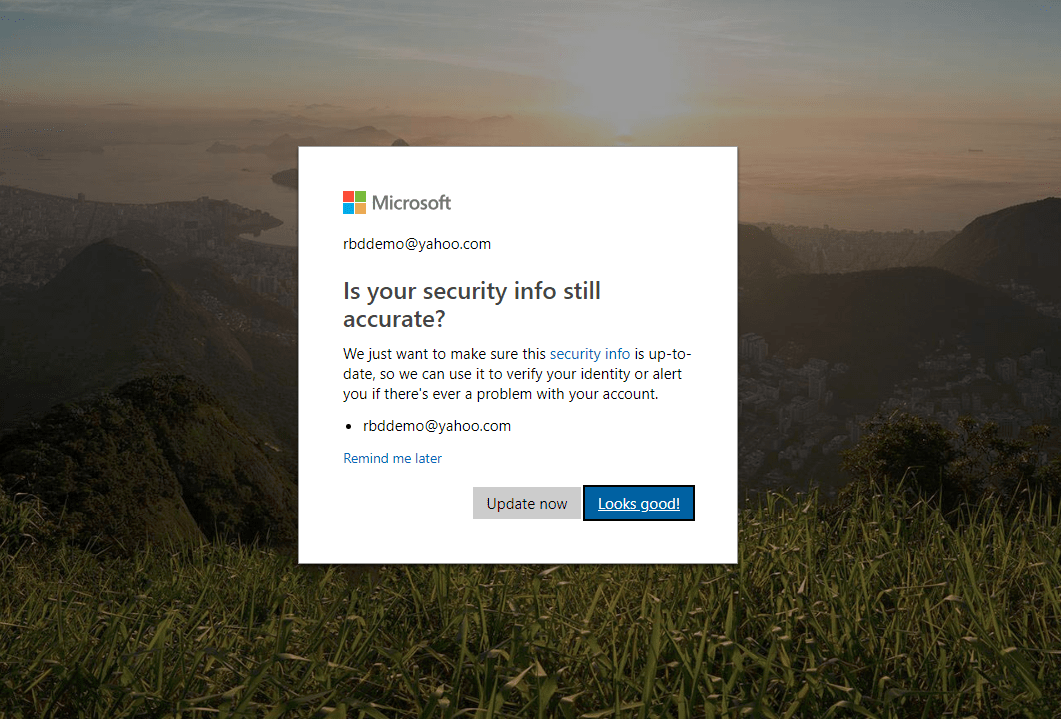 Microsoft
rbddemo@yahoo.com
Is your security info still
accurate?
We just want to make sure this security info is up-to-
date, so we can use it to verify your identity or alert
you if there's ever a problem with your account.
• rbddemo@yahoo.com
Remind me later
Update now
Looks good!